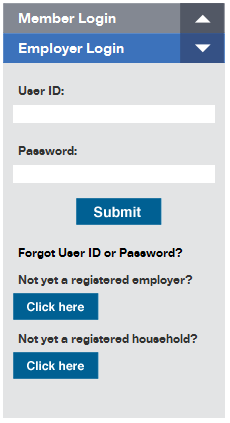 Member Login
Employer Login
User ID:
Password:
Submit
Forgot User ID or Password?
Not yet a registered employer?
Click here
Not yet a registered household?
Click here